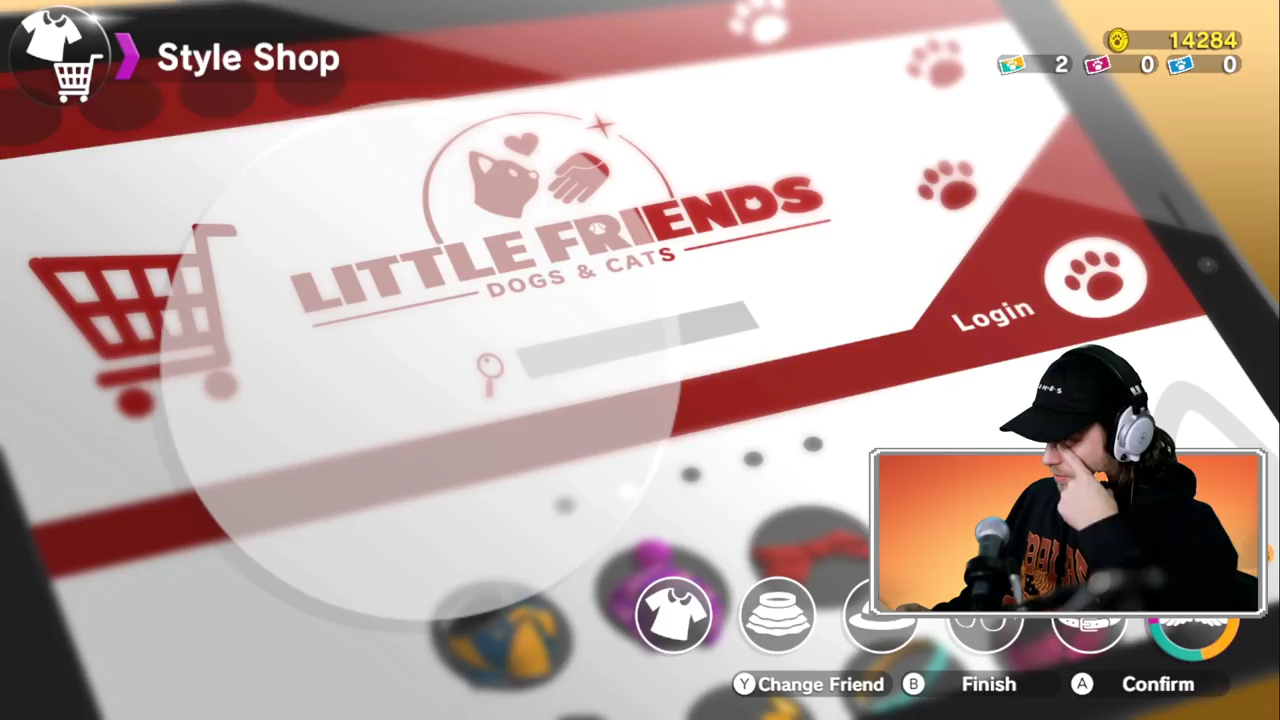 Style Shop
14284
2 0 0
LITTLE FRIENDS
DOGS & CATS
Login
Y Change Friend B Finish A Confirm